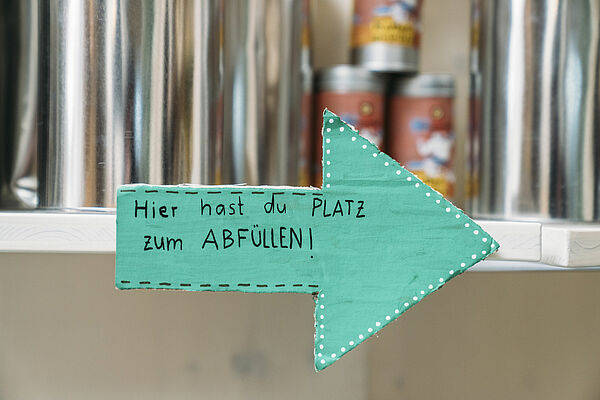 Hier hast du PLATZ
zum ABFÜLLEN!